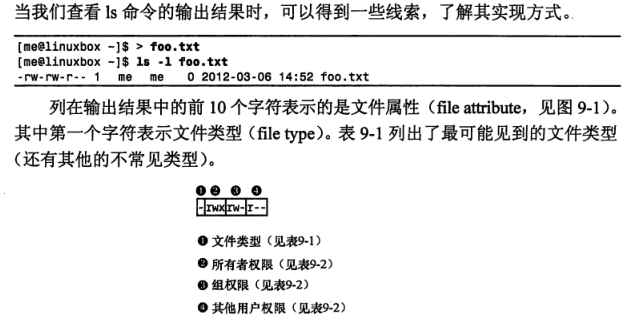 当我们查看 ls 命令的输出结果时，可以得到一些线索，了解其实现方式。
[me@linuxbox ~]$ > foo.txt
[me@linuxbox ~]$ ls -l foo.txt
-rw-rw-r-- 1 me me 0 2012-03-06 14:52 foo.txt
列在输出结果中的前 10 个字符表示的是文件属性（file attribute，见图 9-1）。
其中第一个字符表示文件类型（file type）。表 9-1 列出了最可能见到的文件类型
（还有其他的不常见类型）。
❶ ❷ ❸ ❹
-rwxrw-r--
❶ 文件类型（见表9-1）
❷ 所有者权限（见表9-2）
❸ 组权限（见表9-2）
❹ 其他用户权限（见表9-2）